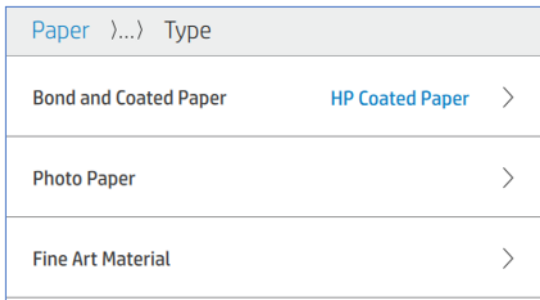 Paper 〉...〉 Type
Bond and Coated Paper HP Coated Paper 〉
Photo Paper 〉
Fine Art Material 〉